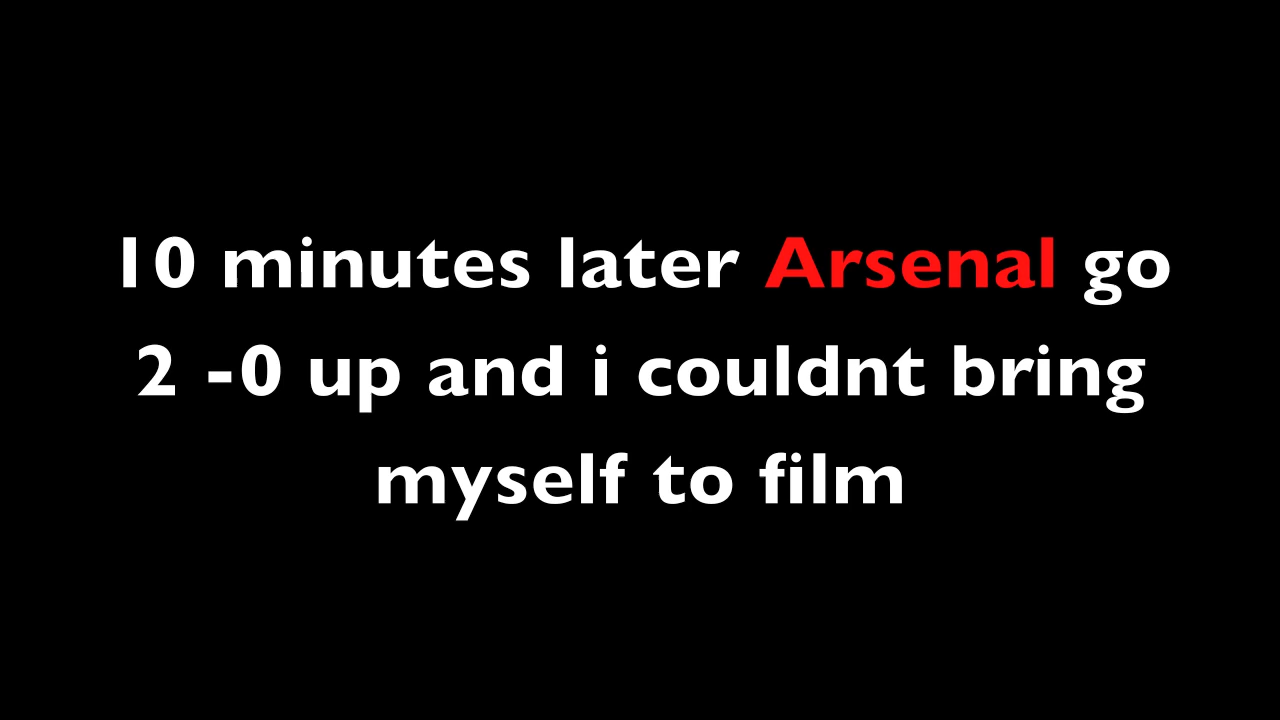 10 minutes later Arsenal go
2 -0 up and i couldnt bring
myself to film